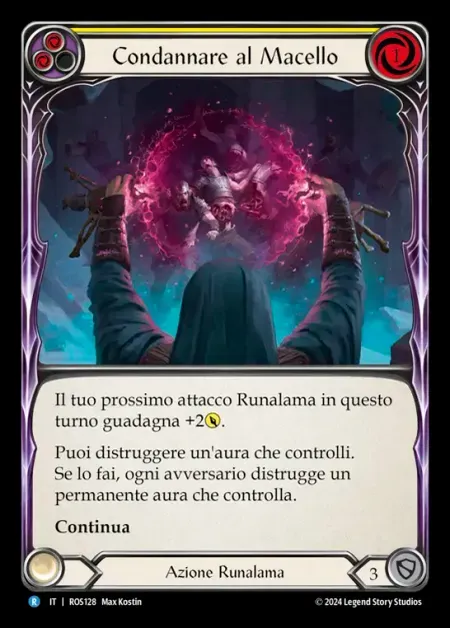 Condannare al Macello
1
Il tuo prossimo attacco Runalama in questo
turno guadagna +2.
Puoi distruggere un'aura che controlli.
Se lo fai, ogni avversario distrugge un
permanente aura che controlla.
Continua
Azione Runalama
3
R IT | ROS128 Max Kostin
© 2024 Legend Story Studios